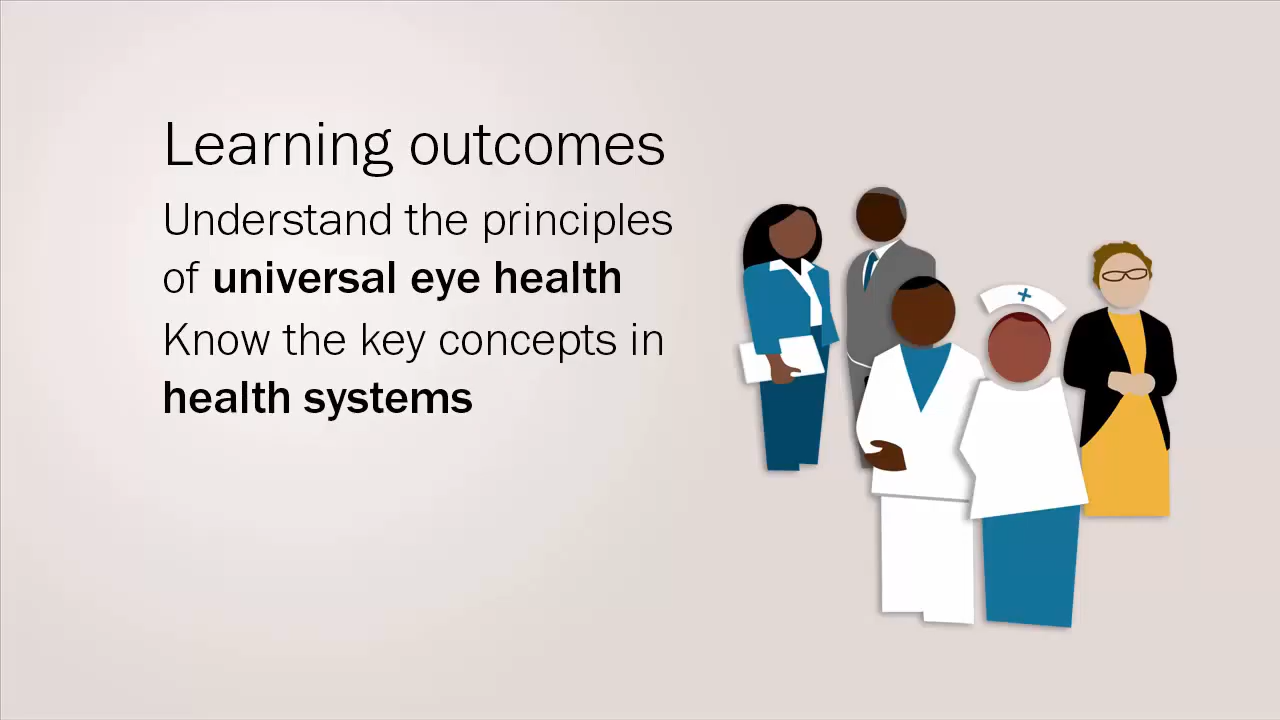 Learning outcomes
Understand the principles
of universal eye health
Know the key concepts in
health systems